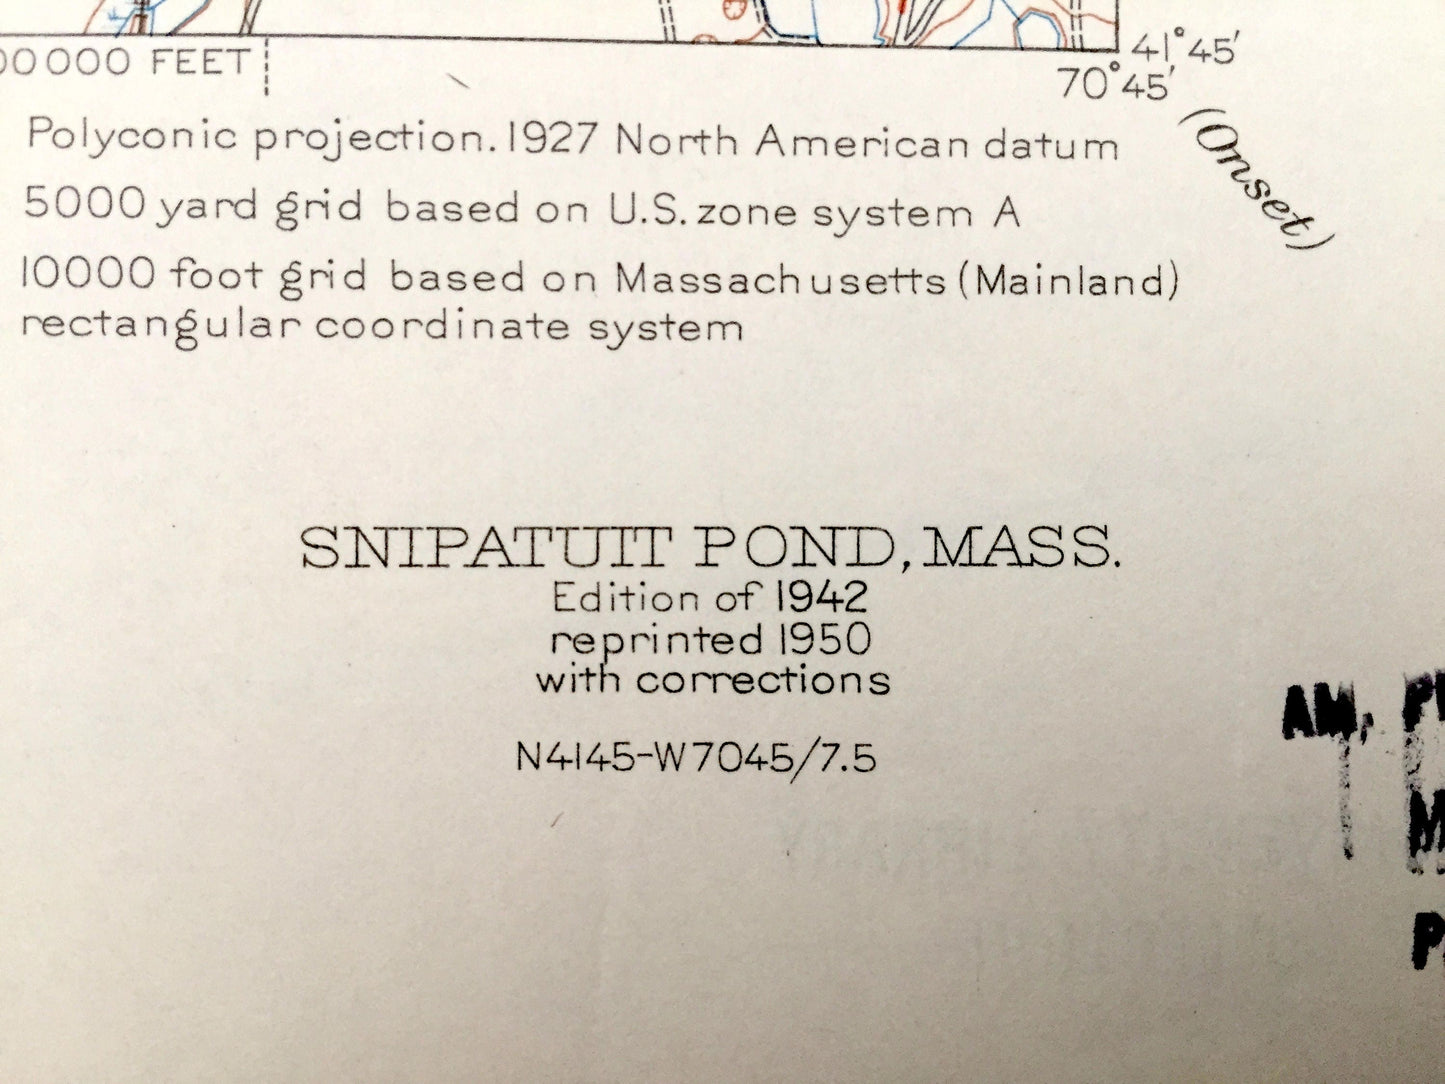 00000 FEET
41°45′
70°45′
(Onset)
Polyconic projection. 1927 North American datum
5000 yard grid based on U.S. zone system A
10000 foot grid based on Massachusetts (Mainland)
rectangular coordinate system
SNIPATUIT POND, MASS.
Edition of 1942
reprinted 1950
with corrections
N4145-W7045/7.5
AM.